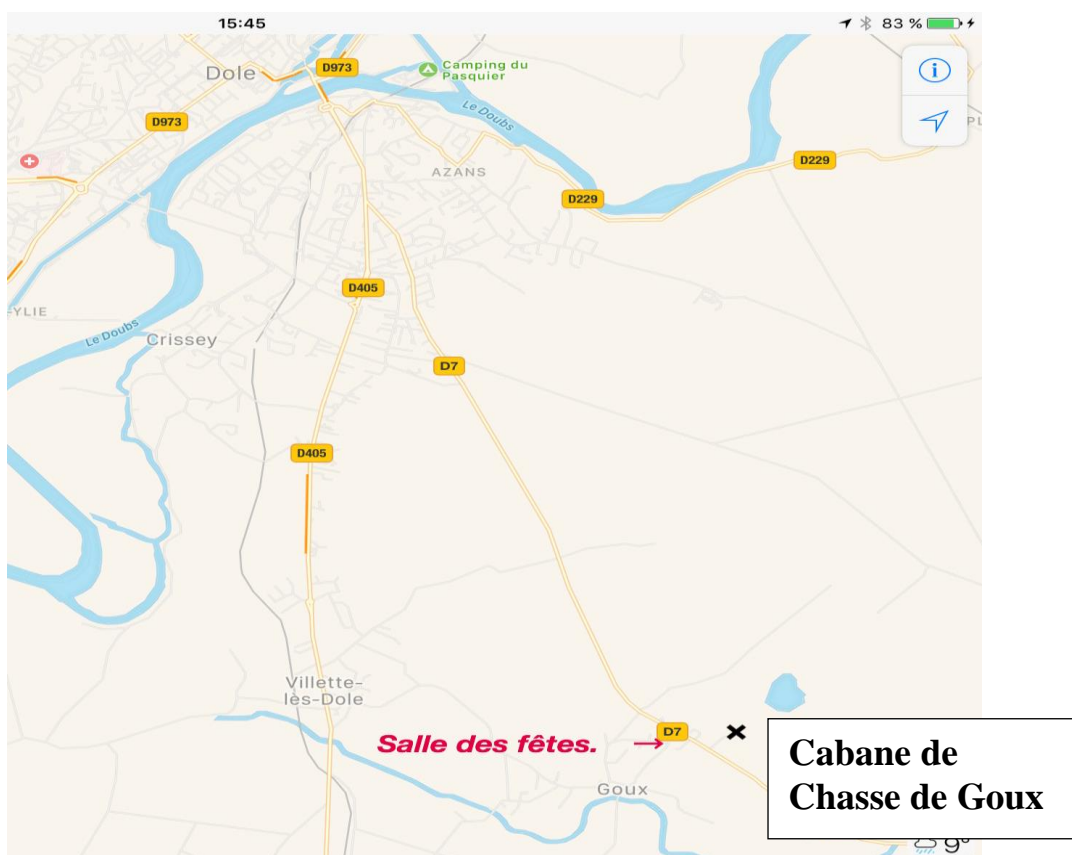 15:45
83 %
Dole
D973
Camping du
Pasquier
D973
Le Doubs
AZANS
D229
D229
D405
Le Doubs
Crissey
D7
D405
Villette-
lès-Dole
D7
Salle des fêtes.
Cabane de
Chasse de Goux
Goux
9°